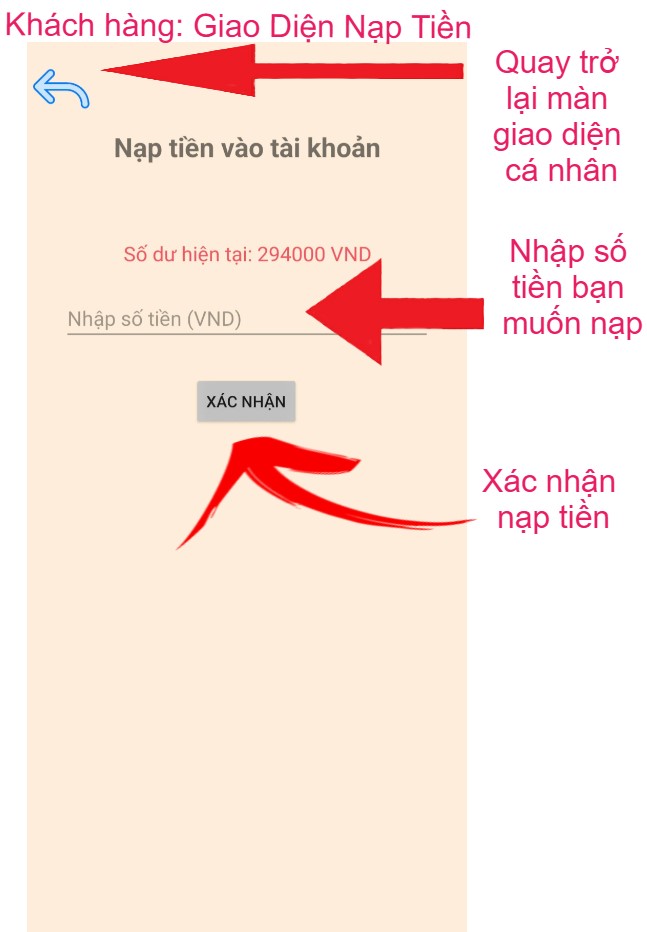 Khách hàng: Giao Diện Nạp Tiền
Quay trở
lại màn
giao diện
cá nhân
Nạp tiền vào tài khoản
Số dư hiện tại: 294000 VND
Nhập số
tiền bạn
muốn nạp
Nhập số tiền (VND)
XÁC NHẬN
Xác nhận
nạp tiền